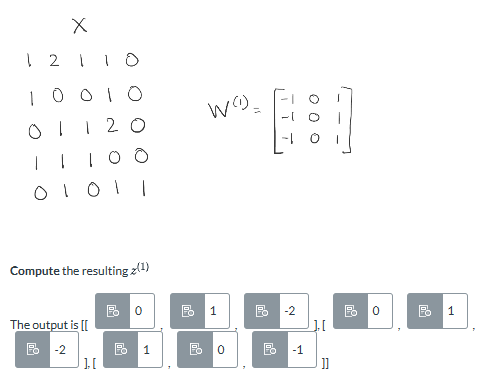 X
1 2 1 1 0
1 0 0 1 0
0 1 1 2 0
1 1 1 0 0
0 1 0 1 1
W⁽¹⁾ = [ -1 0 1
-1 0 1
-1 0 1 ]
Compute the resulting z⁽¹⁾
The output is [[ 0 , 1 , -2 ],[ 0 , 1 ,
-2 ],[ 1 , 0 , -1 ]]